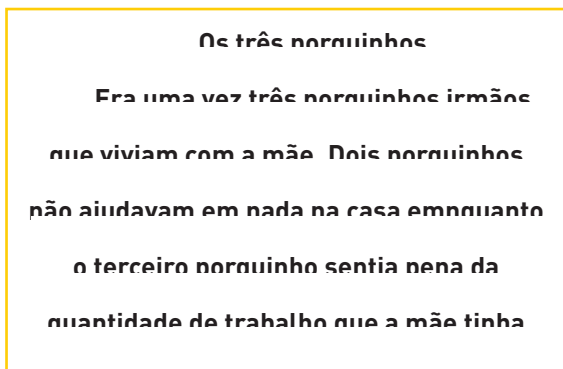 Os três porquinhos
Era uma vez três porquinhos irmãos
que viviam com a mãe. Dois porquinhos
não ajudavam em nada na casa emnquanto
o terceiro porquinho sentia pena da
quantidade de trabalho que a mãe tinha